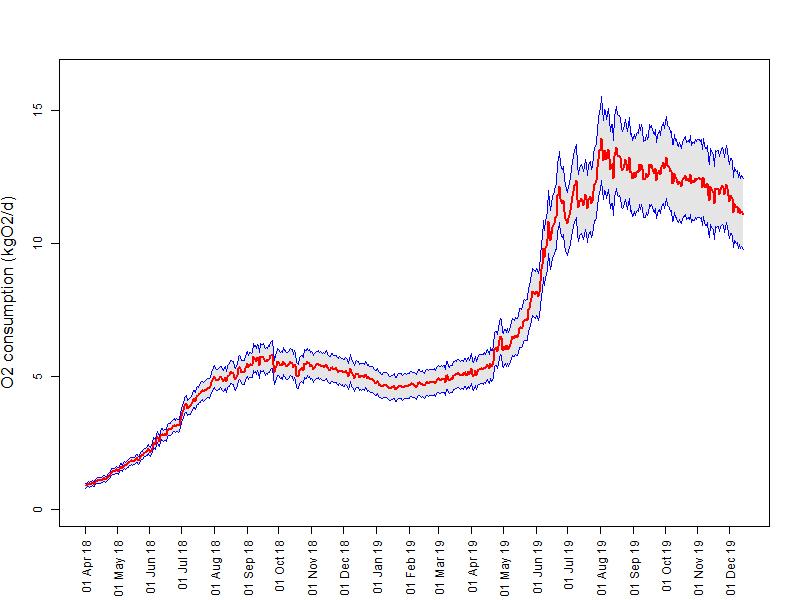 O2 consumption (kgO2/d)
15
10
5
0
01 Apr 18
01 May 18
01 Jun 18
01 Jul 18
01 Aug 18
01 Sep 18
01 Oct 18
01 Nov 18
01 Dec 18
01 Jan 19
01 Feb 19
01 Mar 19
01 Apr 19
01 May 19
01 Jun 19
01 Jul 19
01 Aug 19
01 Sep 19
01 Oct 19
01 Nov 19
01 Dec 19